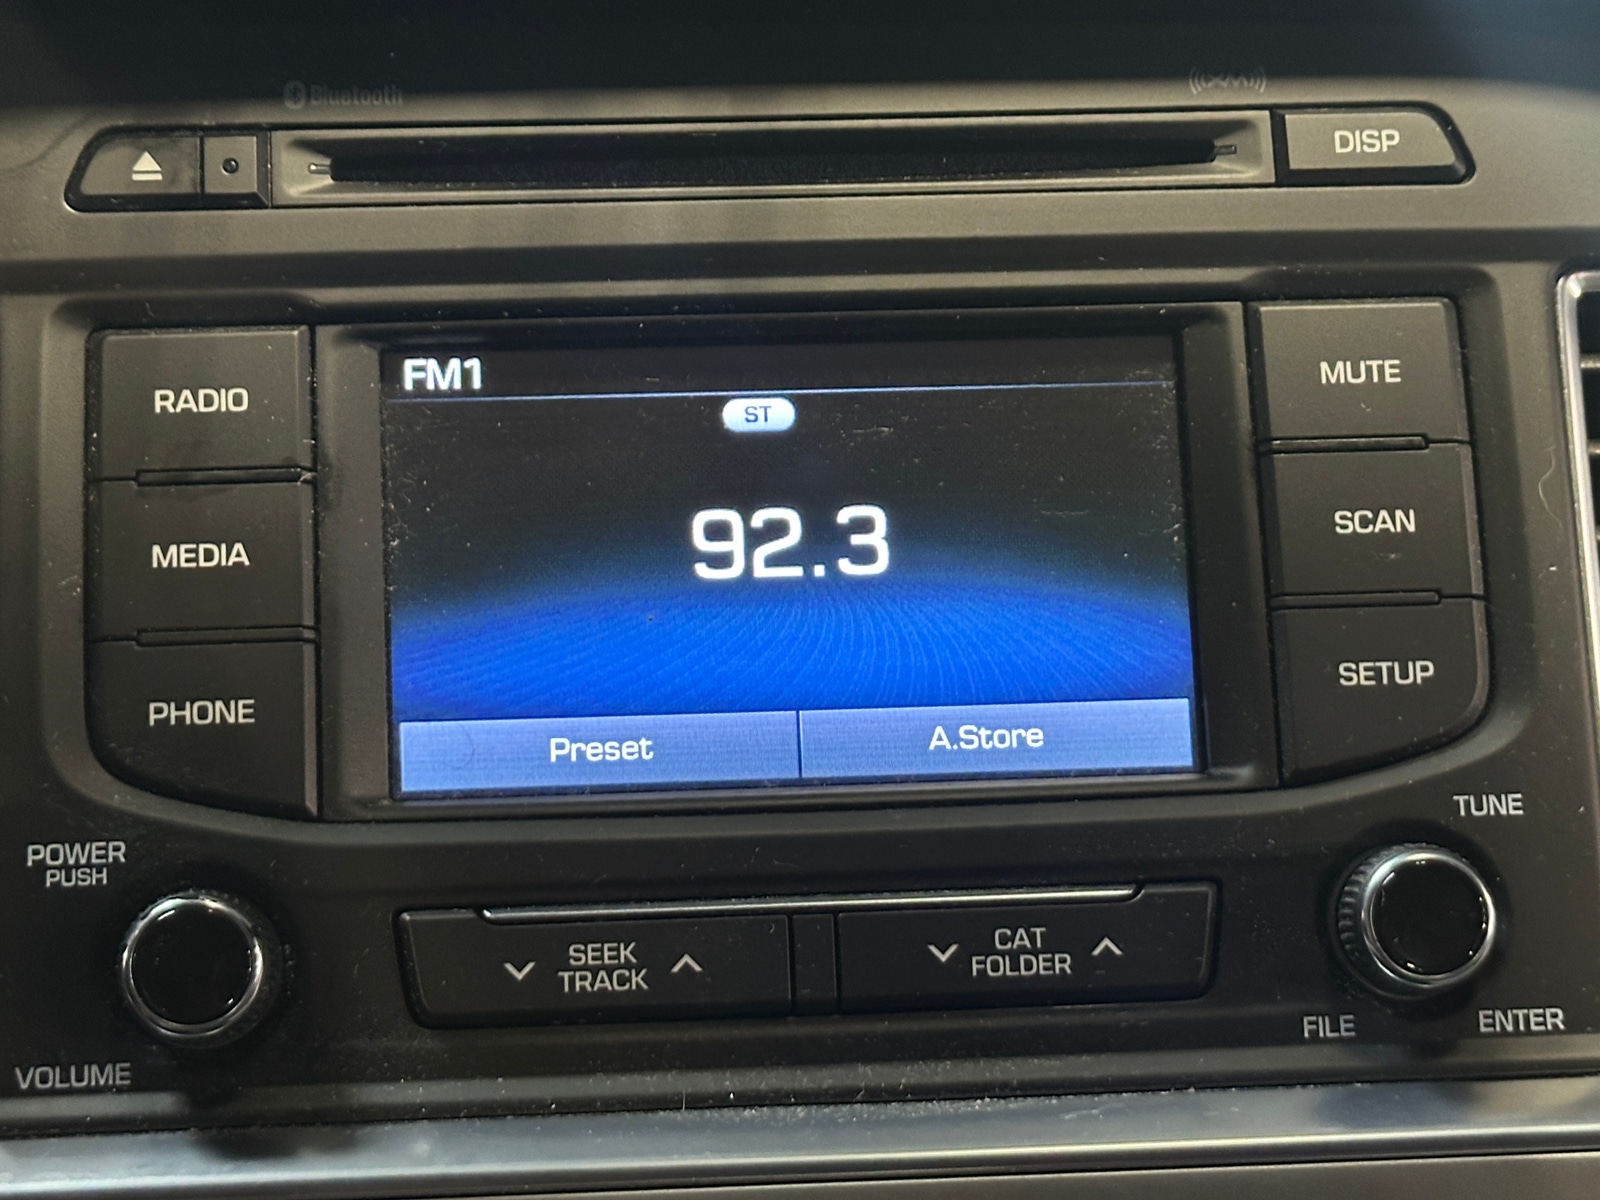 Bluetooth
((XM))
DISP
RADIO
MEDIA
PHONE
FM1
ST
92.3
Preset
A.Store
MUTE
SCAN
SETUP
POWER
PUSH
VOLUME
SEEK
TRACK
CAT
FOLDER
TUNE
FILE
ENTER